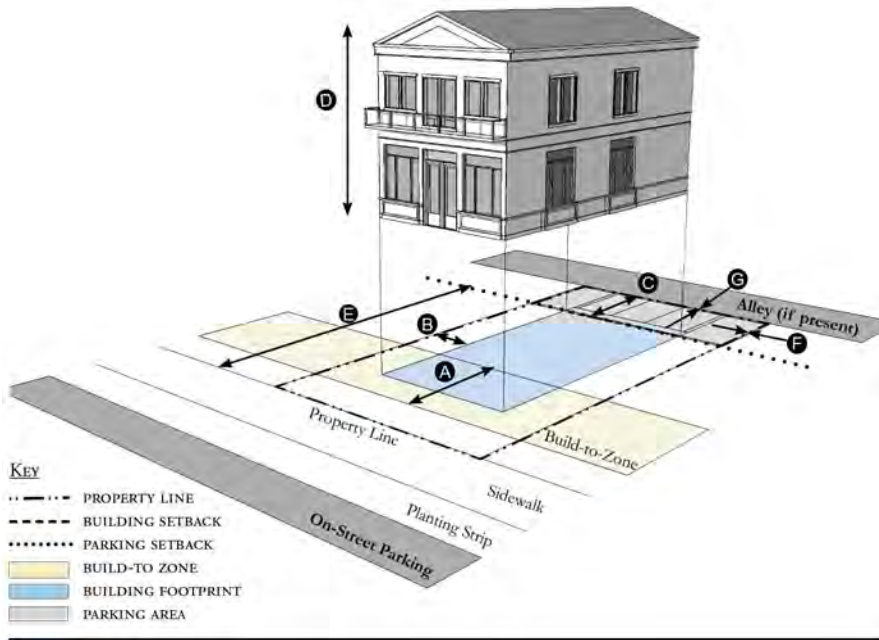 D
E
B
C
G
Alley (if present)
F
A
Property Line
Build-to-Zone
Sidewalk
Planting Strip
On-Street Parking
KEY
PROPERTY LINE
BUILDING SETBACK
PARKING SETBACK
BUILD-TO ZONE
BUILDING FOOTPRINT
PARKING AREA